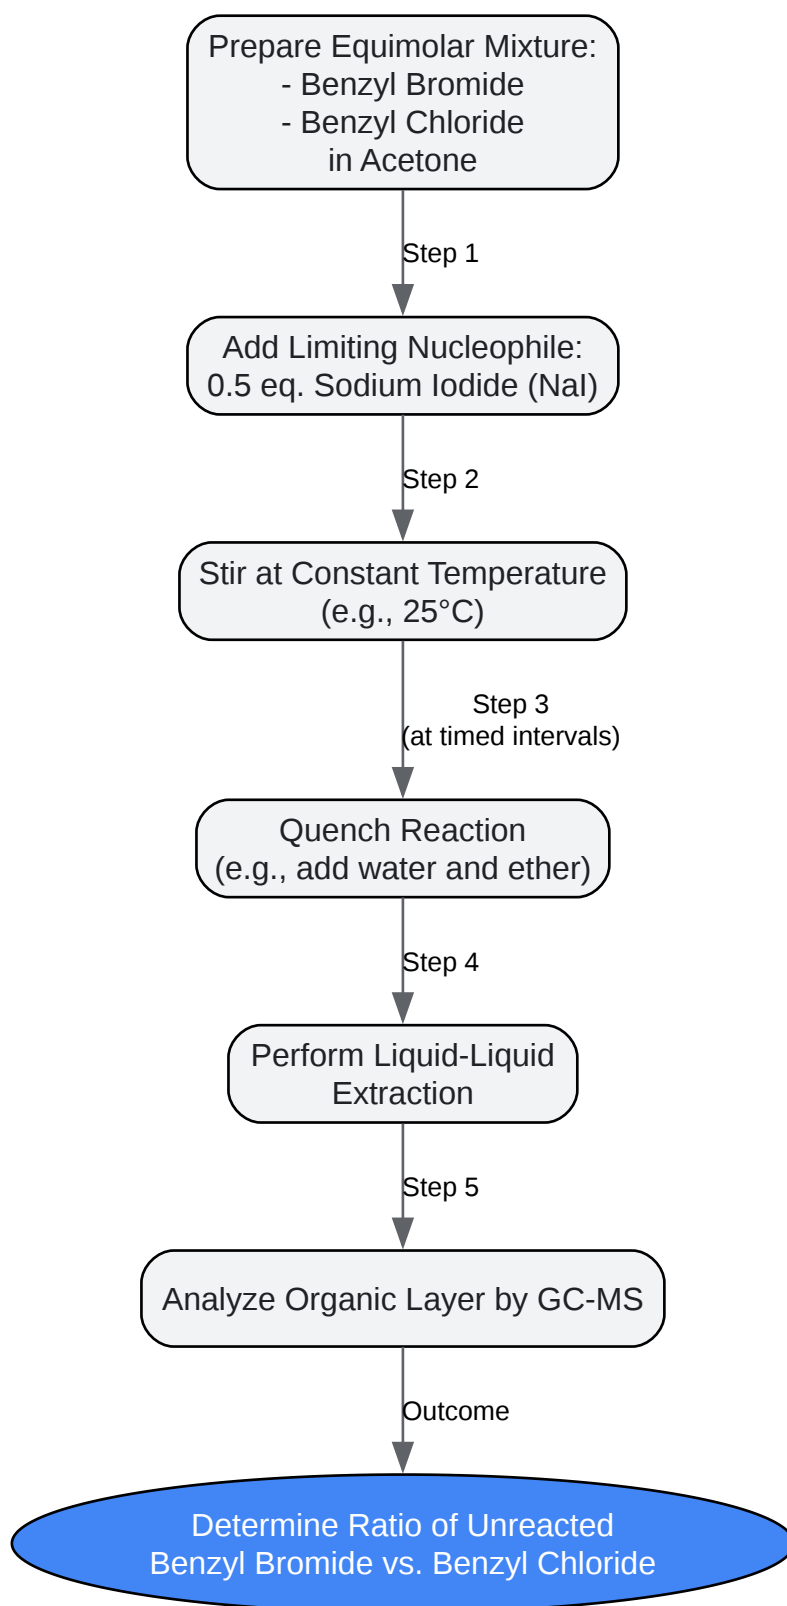 Prepare Equimolar Mixture:
- Benzyl Bromide
- Benzyl Chloride
in Acetone
Step 1
Add Limiting Nucleophile:
0.5 eq. Sodium Iodide (NaI)
Step 2
Stir at Constant Temperature
(e.g., 25°C)
Step 3
(at timed intervals)
Quench Reaction
(e.g., add water and ether)
Step 4
Perform Liquid-Liquid
Extraction
Step 5
Analyze Organic Layer by GC-MS
Outcome
Determine Ratio of Unreacted
Benzyl Bromide vs. Benzyl Chloride